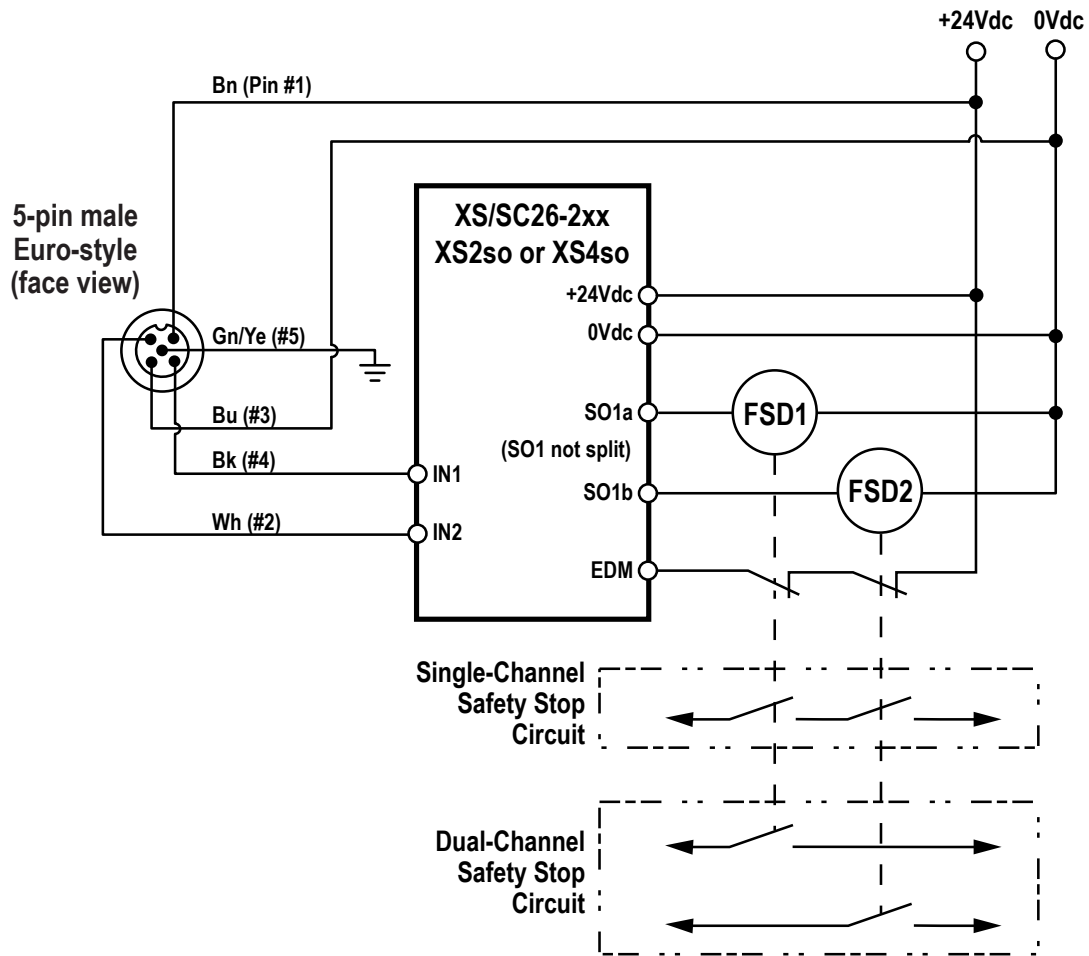 +24Vdc 0Vdc
Bn (Pin #1)
5-pin male
Euro-style
(face view)
XS/SC26-2xx
XS2so or XS4so
+24Vdc
0Vdc
Gn/Ye (#5)
Bu (#3)
SO1a
FSD1
(SO1 not split)
Bk (#4)
IN1
SO1b
FSD2
Wh (#2)
IN2
EDM
Single-Channel
Safety Stop
Circuit
Dual-Channel
Safety Stop
Circuit